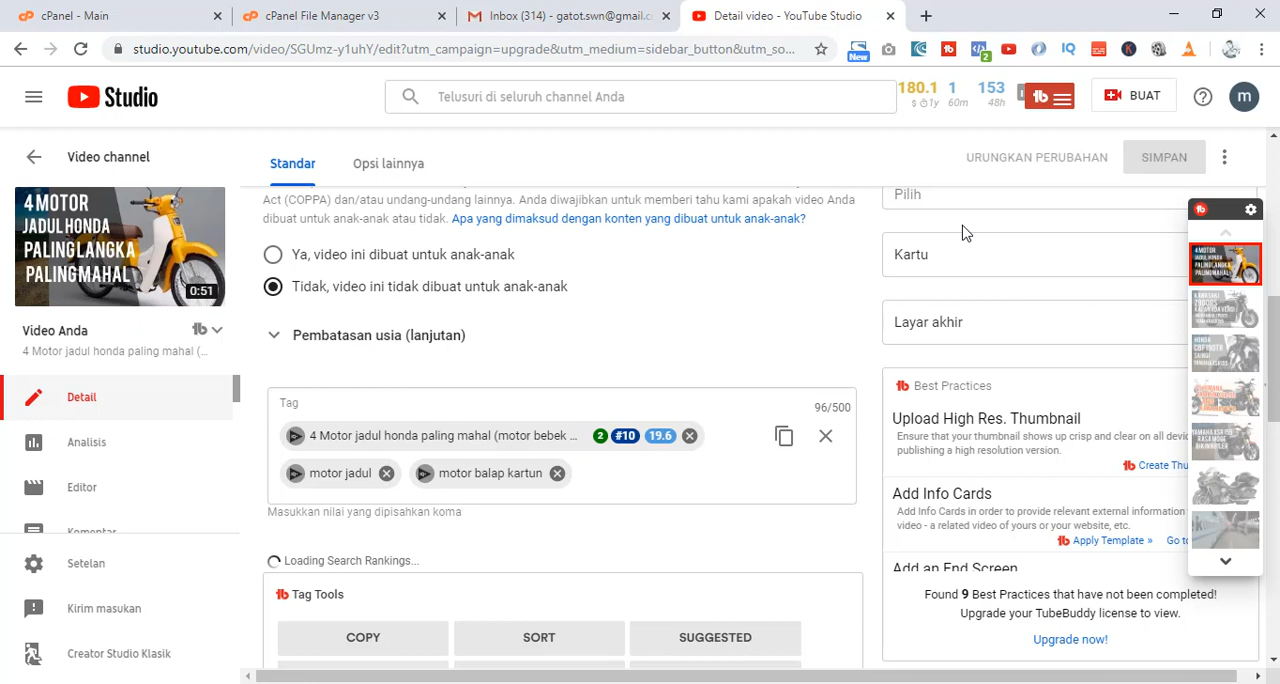 cPanel - Main
cPanel File Manager v3
Inbox (314) - gatot.swn@gmail.c
Detail video - YouTube Studio
studio.youtube.com/video/SGUmz-y1uhY/edit?utm_campaign=upgrade&utm_medium=sidebar_button&utm_so...
New
2
IQ
K
Studio
Telusuri di seluruh channel Anda
180.1 1 153
1y 60m 48h
tb
BUAT
m
Video channel
Standar
Opsi lainnya
URUNGKAN PERUBAHAN
SIMPAN
4 MOTOR
JADUL HONDA
PALING LANGKA
PALING MAHAL
0:51
Video Anda
4 Motor jadul honda paling mahal (...
Detail
Analisis
Editor
Komentar
Setelan
Kirim masukan
Creator Studio Klasik
Act (COPPA) dan/atau undang-undang lainnya. Anda diwajibkan untuk memberi tahu kami apakah video Anda
dibuat untuk anak-anak atau tidak. Apa yang dimaksud dengan konten yang dibuat untuk anak-anak?
Ya, video ini dibuat untuk anak-anak
Tidak, video ini tidak dibuat untuk anak-anak
Pembatasan usia (lanjutan)
Tag
96/500
4 Motor jadul honda paling mahal (motor bebek ... 2 #10 19.6
motor jadul
motor balap kartun
Masukkan nilai yang dipisahkan koma
Loading Search Rankings...
Tag Tools
COPY
SORT
SUGGESTED
Pilih
Kartu
Layar akhir
Best Practices
Upload High Res. Thumbnail
Ensure that your thumbnail shows up crisp and clear on all devic
publishing a high resolution version.
Create Thu
Add Info Cards
Add Info Cards in order to provide relevant external information
video - a related video of yours or your website, etc.
Apply Template » Go to
Add an End Screen
Found 9 Best Practices that have not been completed!
Upgrade your TubeBuddy license to view.
Upgrade now!